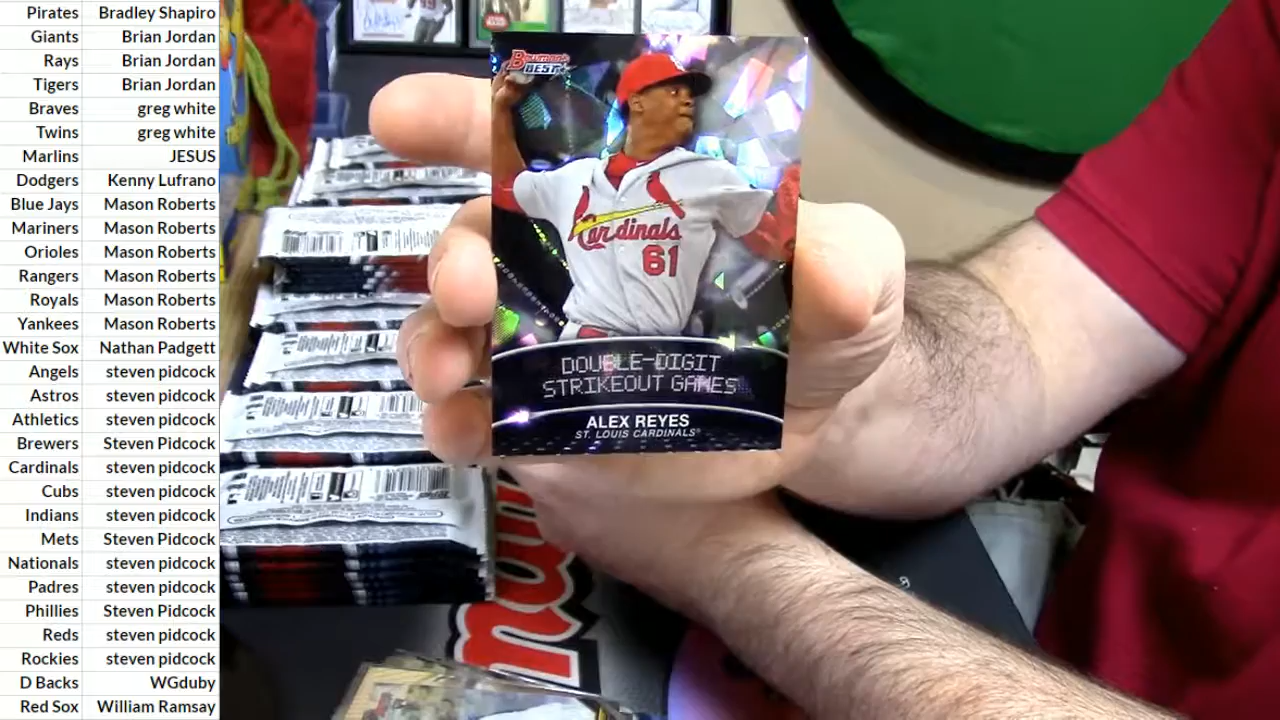 Pirates Bradley Shapiro
Giants Brian Jordan
Rays Brian Jordan
Tigers Brian Jordan
Braves greg white
Twins greg white
Marlins JESUS
Dodgers Kenny Lufrano
Blue Jays Mason Roberts
Mariners Mason Roberts
Orioles Mason Roberts
Rangers Mason Roberts
Royals Mason Roberts
Yankees Mason Roberts
White Sox Nathan Padgett
Angels steven pidcock
Astros steven pidcock
Athletics steven pidcock
Brewers Steven Pidcock
Cardinals steven pidcock
Cubs steven pidcock
Indians steven pidcock
Mets Steven Pidcock
Nationals steven pidcock
Padres steven pidcock
Phillies Steven Pidcock
Reds steven pidcock
Rockies steven pidcock
D Backs WGduby
Red Sox William Ramsay
Bowman's
BEST
Cardinals
61
DOUBLE-DIGIT
STRIKEOUT GAMES
ALEX REYES
ST. LOUIS CARDINALS